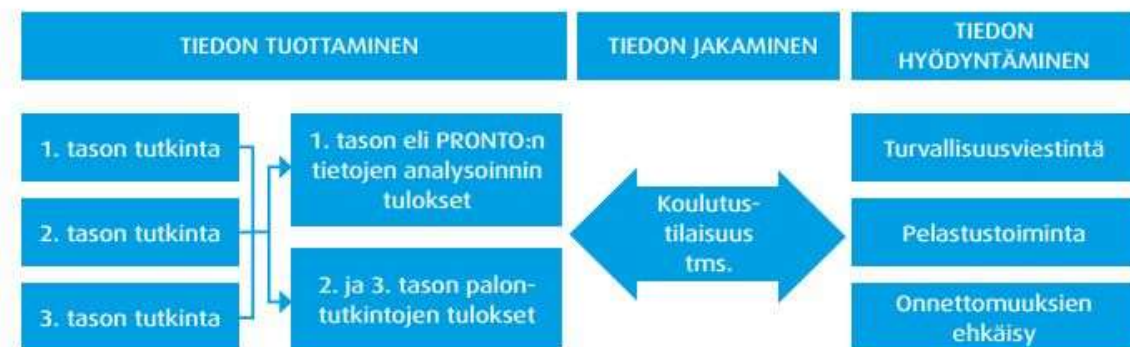 TIEDON TUOTTAMINEN
TIEDON JAKAMINEN
TIEDON
HYÖDYNTÄMINEN
1. tason tutkinta
2. tason tutkinta
3. tason tutkinta
1. tason eli PRONTO:n
tietojen analysoinnin
tulokset
2. ja 3. tason palon-
tutkintojen tulokset
Koulutus-
tilaisuus
tms.
Turvallisuusviestintä
Pelastustoiminta
Onnettomuuksien
ehkäisy